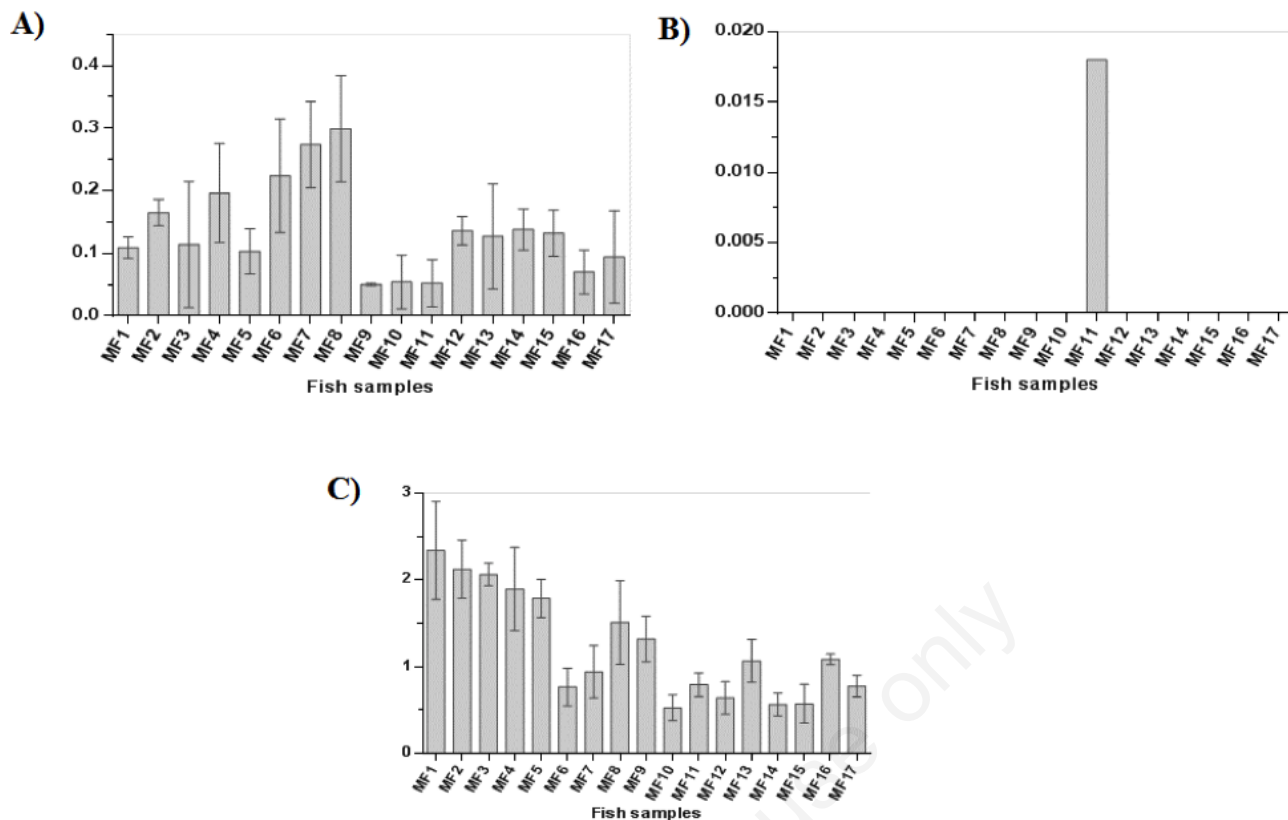 A)
0.4
0.3
0.2
0.1
0.0
MF1 MF2 MF3 MF4 MF5 MF6 MF7 MF8 MF9 MF10 MF11 MF12 MF13 MF14 MF15 MF16 MF17
Fish samples
B)
0.020
0.015
0.010
0.005
0.000
MF1 MF2 MF3 MF4 MF5 MF6 MF7 MF8 MF9 MF10 MF11 MF12 MF13 MF14 MF15 MF16 MF17
Fish samples
C)
3
2
1
0
MF1 MF2 MF3 MF4 MF5 MF6 MF7 MF8 MF9 MF10 MF11 MF12 MF13 MF14 MF15 MF16 MF17
Fish samples
use only